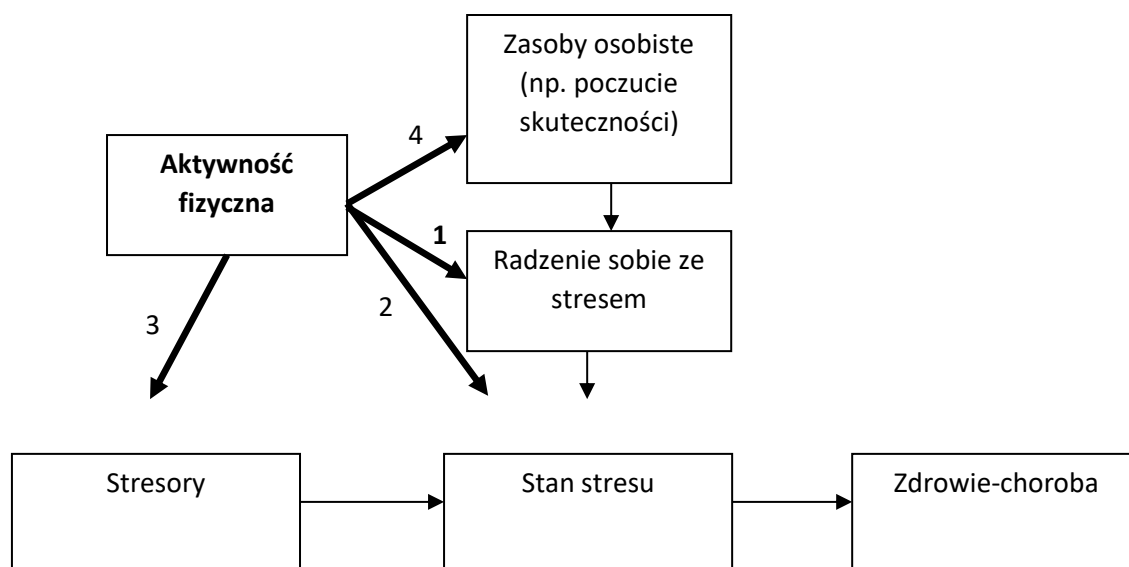 Zasoby osobiste
(np. poczucie
skuteczności)
4
Aktywność
fizyczna
1
Radzenie sobie ze
stresem
2
3
Stresory
Stan stresu
Zdrowie-choroba